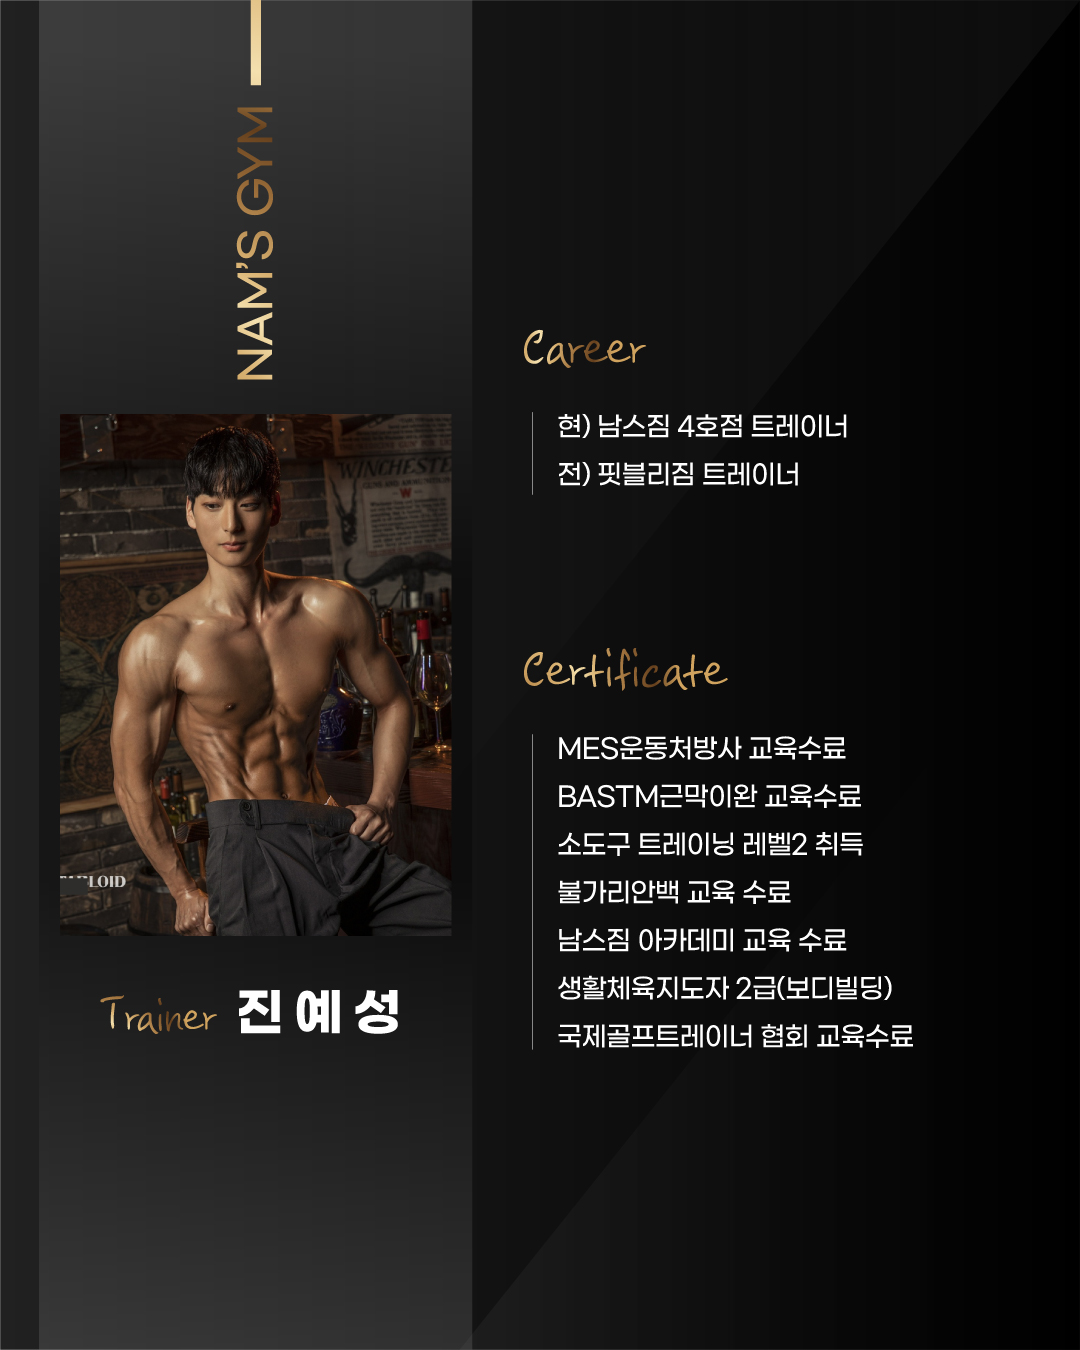 NAM'S GYM
WINCHESTE
W
LOID
Trainer 진예성
Career
현) 남스짐 4호점 트레이너
전) 핏블리짐 트레이너
Certificate
MES운동처방사 교육수료
BASTM근막이완 교육수료
소도구 트레이닝 레벨2 취득
불가리안백 교육 수료
남스짐 아카데미 교육 수료
생활체육지도자 2급(보디빌딩)
국제골프트레이너 협회 교육수료